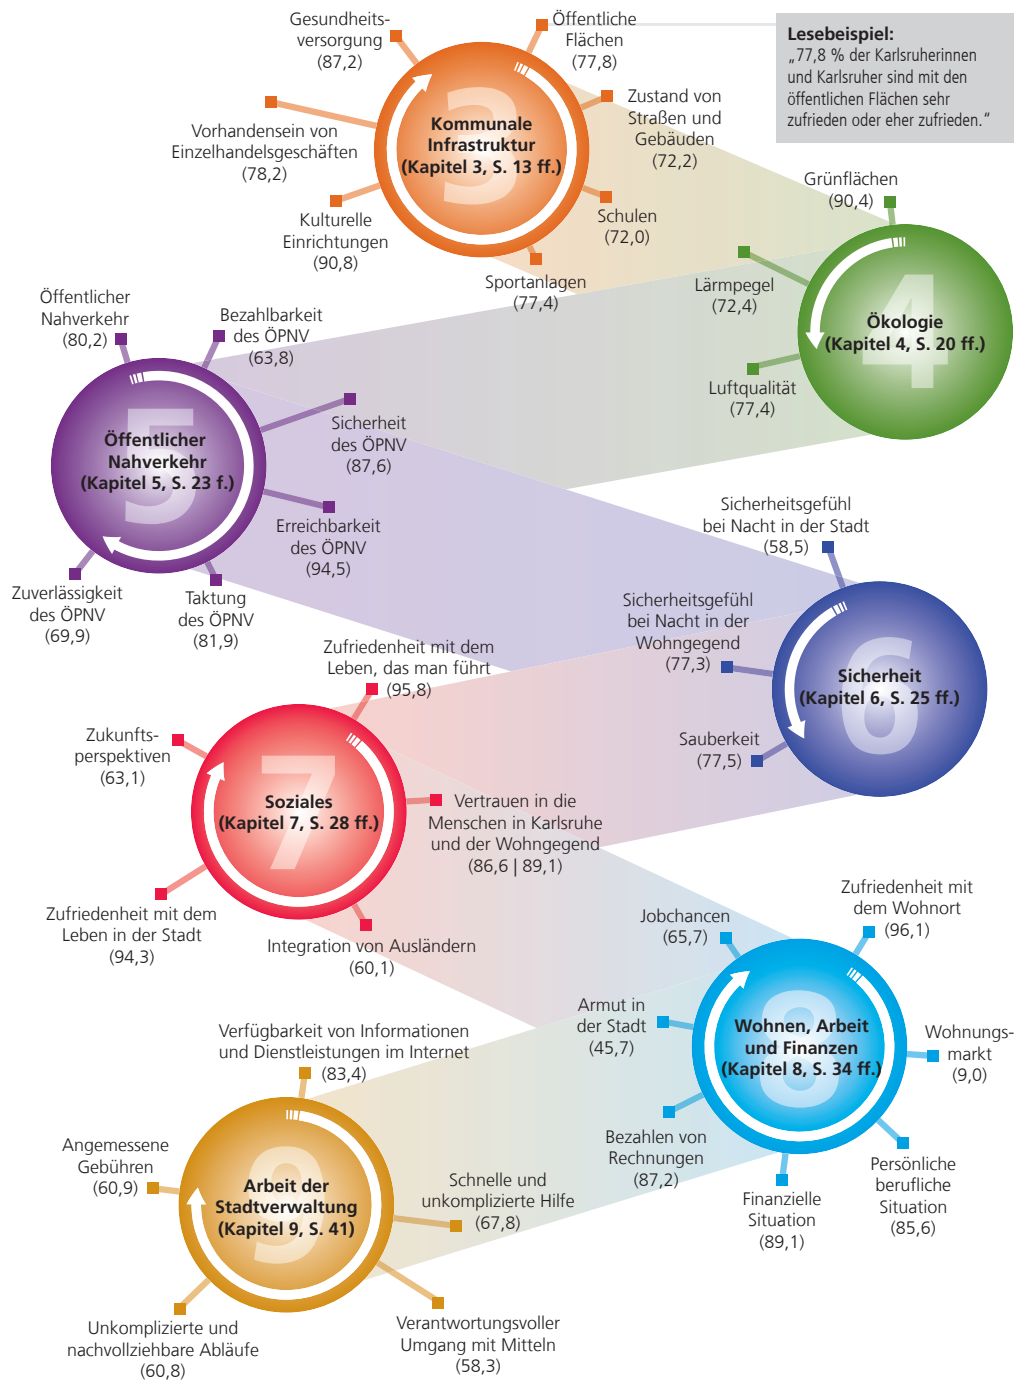 Gesundheits-
versorgung
(87,2)
Öffentliche
Flächen
(77,8)
Lesebeispiel:
„77,8 % der Karlsruherinnen
und Karlsruher sind mit den
öffentlichen Flächen sehr
zufrieden oder eher zufrieden.“
Zustand von
Straßen und
Gebäuden
(72,2)
Vorhandensein von
Einzelhandelsgeschäften
(78,2)
3
Kommunale
Infrastruktur
(Kapitel 3, S. 13 ff.)
Kulturelle
Einrichtungen
(90,8)
Schulen
(72,0)
Sportanlagen
(77,4)
Grünflächen
(90,4)
Lärmpegel
(72,4)
4
Ökologie
(Kapitel 4, S. 20 ff.)
Luftqualität
(77,4)
Öffentlicher
Nahverkehr
(80,2)
Bezahlbarkeit
des ÖPNV
(63,8)
Sicherheit
des ÖPNV
(87,6)
5
Öffentlicher
Nahverkehr
(Kapitel 5, S. 23 f.)
Erreichbarkeit
des ÖPNV
(94,5)
Zuverlässigkeit
des ÖPNV
(69,9)
Taktung
des ÖPNV
(81,9)
Sicherheitsgefühl
bei Nacht in der Stadt
(58,5)
Sicherheitsgefühl
bei Nacht in der
Wohngegend
(77,3)
6
Sicherheit
(Kapitel 6, S. 25 ff.)
Sauberkeit
(77,5)
Zufriedenheit mit dem
Leben, das man führt
(95,8)
Zukunfts-
perspektiven
(63,1)
7
Soziales
(Kapitel 7, S. 28 ff.)
Vertrauen in die
Menschen in Karlsruhe
und der Wohngegend
(86,6 | 89,1)
Zufriedenheit mit dem
Leben in der Stadt
(94,3)
Integration von Ausländern
(60,1)
Jobchancen
(65,7)
Zufriedenheit mit
dem Wohnort
(96,1)
Armut in
der Stadt
(45,7)
8
Wohnen, Arbeit
und Finanzen
(Kapitel 8, S. 34 ff.)
Wohnungs-
markt
(9,0)
Bezahlen von
Rechnungen
(87,2)
Finanzielle
Situation
(89,1)
Persönliche
berufliche
Situation
(85,6)
Verfügbarkeit von Informationen
und Dienstleistungen im Internet
(83,4)
Angemessene
Gebühren
(60,9)
9
Arbeit der
Stadtverwaltung
(Kapitel 9, S. 41)
Schnelle und
unkomplizierte Hilfe
(67,8)
Unkomplizierte und
nachvollziehbare Abläufe
(60,8)
Verantwortungsvoller
Umgang mit Mitteln
(58,3)